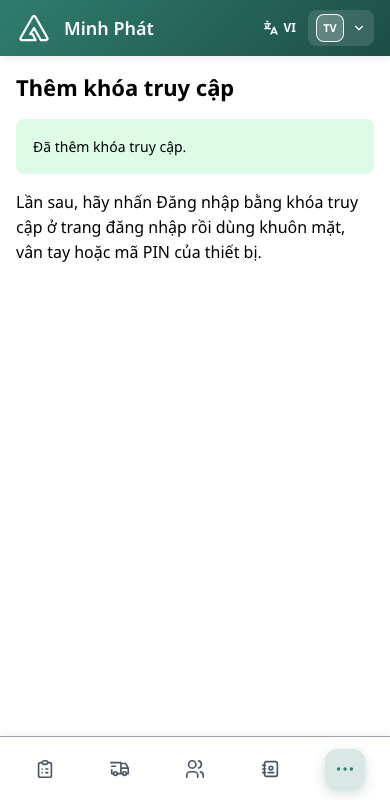 Minh Phát
VI
TV
Thêm khóa truy cập
Đã thêm khóa truy cập.
Lần sau, hãy nhấn Đăng nhập bằng khóa truy
cập ở trang đăng nhập rồi dùng khuôn mặt,
vân tay hoặc mã PIN của thiết bị.